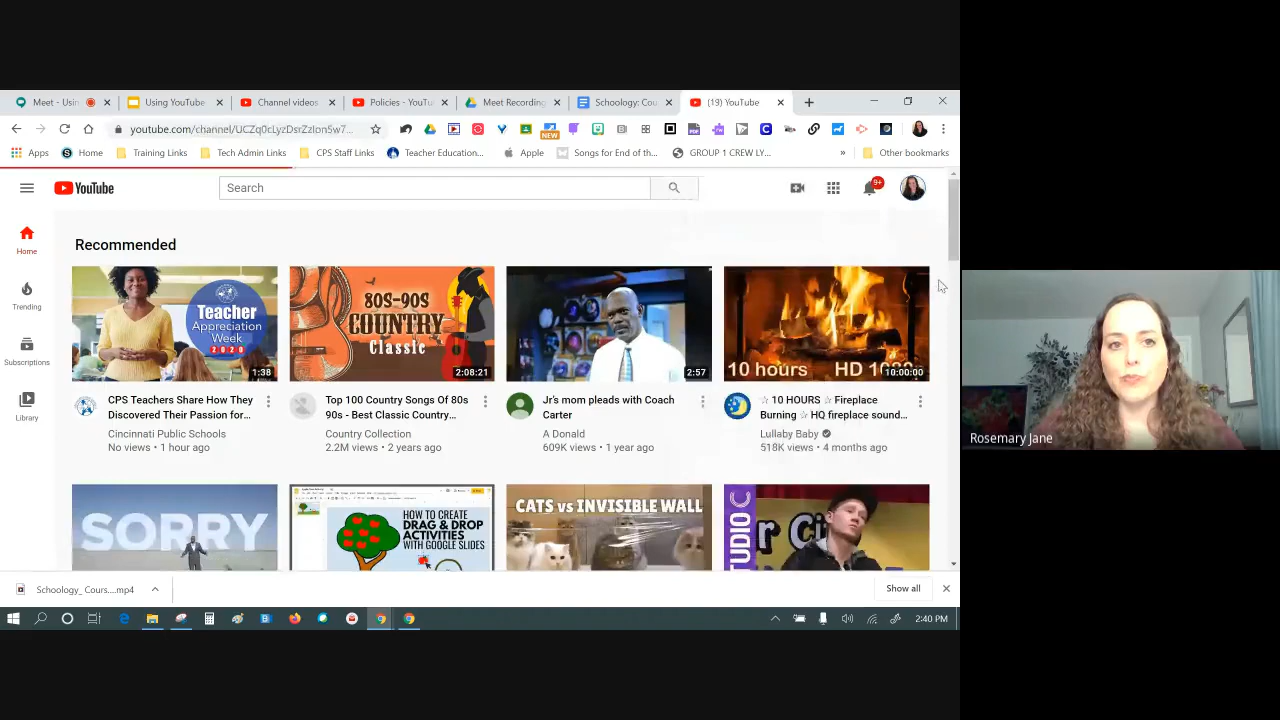 Meet - Usin
Using YouTube
Channel videos
Policies - YouTu
Meet Recording
Schoology: Cou
(19) YouTube
youtube.com/channel/UCZq0cLyzDsrZzIon5w7...
NEW
Apps
Home
Training Links
Tech Admin Links
CPS Staff Links
Teacher Education...
Apple
Songs for End of th...
GROUP 1 CREW LY...
»
Other bookmarks
YouTube
Search
9+
Home
Trending
Subscriptions
Library
Recommended
Teacher
Appreciation
Week
2020
1:38
80S-90S
COUNTRY
Classic
2:08:21
2:57
10 hours
10:00:00
CPS Teachers Share How They
Discovered Their Passion for...
Cincinnati Public Schools
No views • 1 hour ago
Top 100 Country Songs Of 80s
90s - Best Classic Country...
Country Collection
2.2M views • 2 years ago
Jr's mom pleads with Coach
Carter
A Donald
609K views • 1 year ago
☆ 10 HOURS ☆ Fireplace
Burning ☆ HQ fireplace sound...
Lullaby Baby
518K views • 4 months ago
SORRY
HOW TO CREATE
DRAG & DROP
ACTIVITIES
WITH GOOGLE SLIDES
CATS vs INVISIBLE WALL
Schoology_ Cours....mp4
Show all
2:40 PM
Rosemary Jane